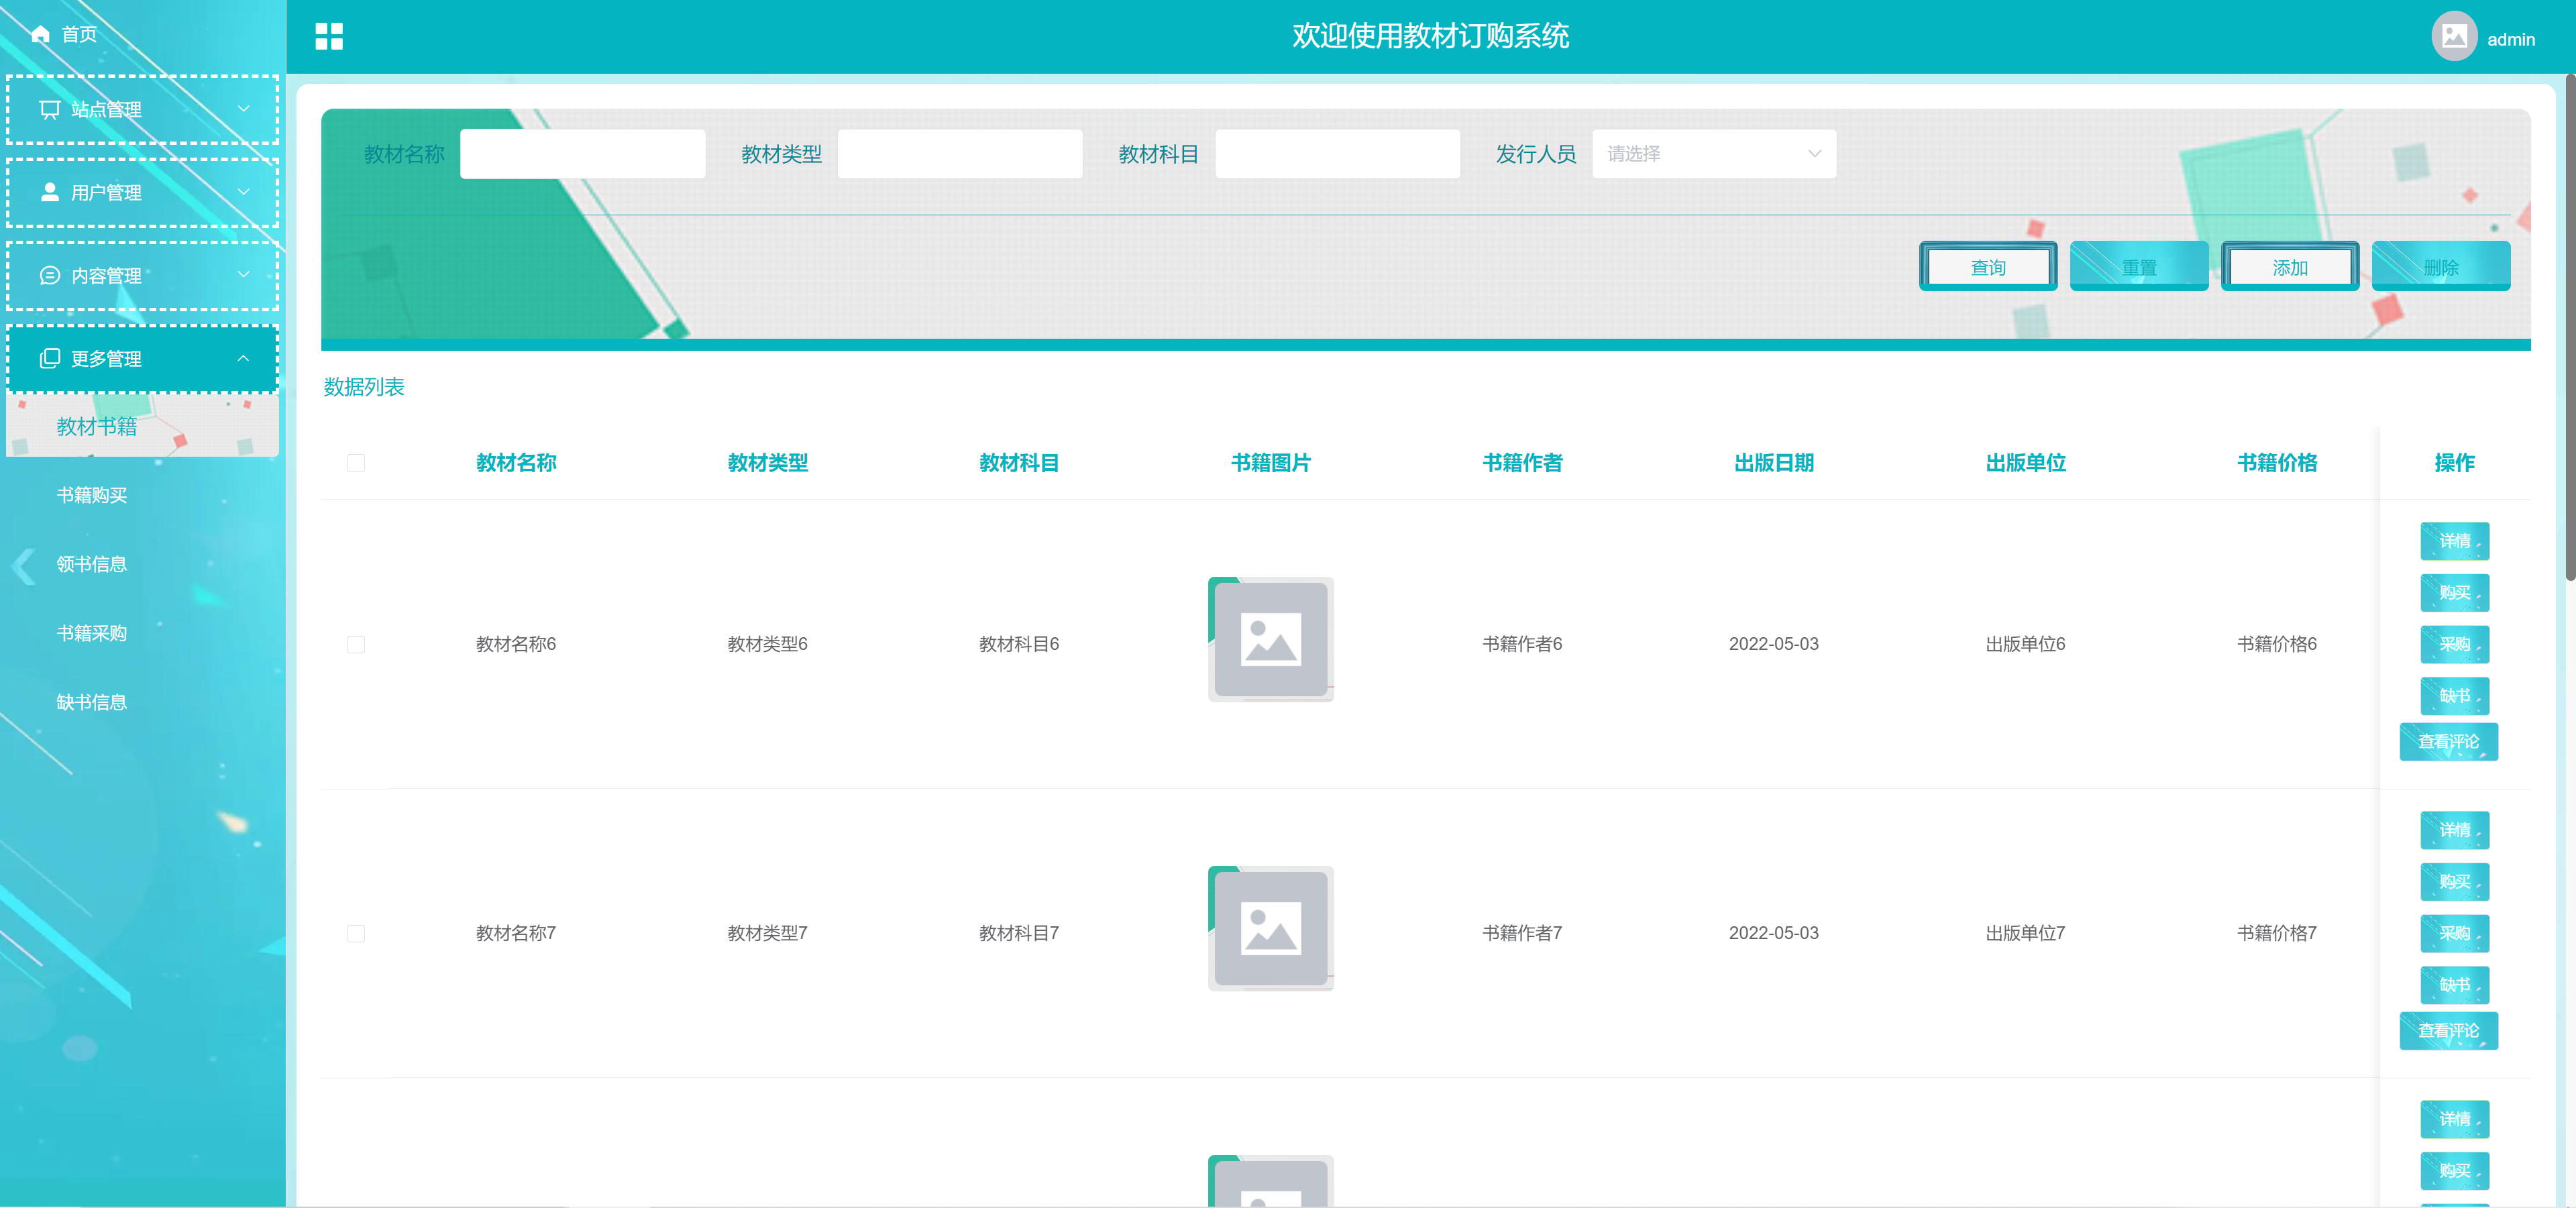 首页
欢迎使用教材订购系统
admin
站点管理
用户管理
内容管理
更多管理
教材书籍
书籍购买
领书信息
书籍采购
缺书信息
教材名称 教材类型 教材科目 发行人员 请选择
查询 重置 添加 删除
数据列表
教材名称 教材类型 教材科目 书籍图片 书籍作者 出版日期 出版单位 书籍价格 操作
教材名称6 教材类型6 教材科目6 书籍作者6 2022-05-03 出版单位6 书籍价格6
详情
购买
采购
缺书
查看评论
教材名称7 教材类型7 教材科目7 书籍作者7 2022-05-03 出版单位7 书籍价格7
详情
购买
采购
缺书
查看评论
详情
购买